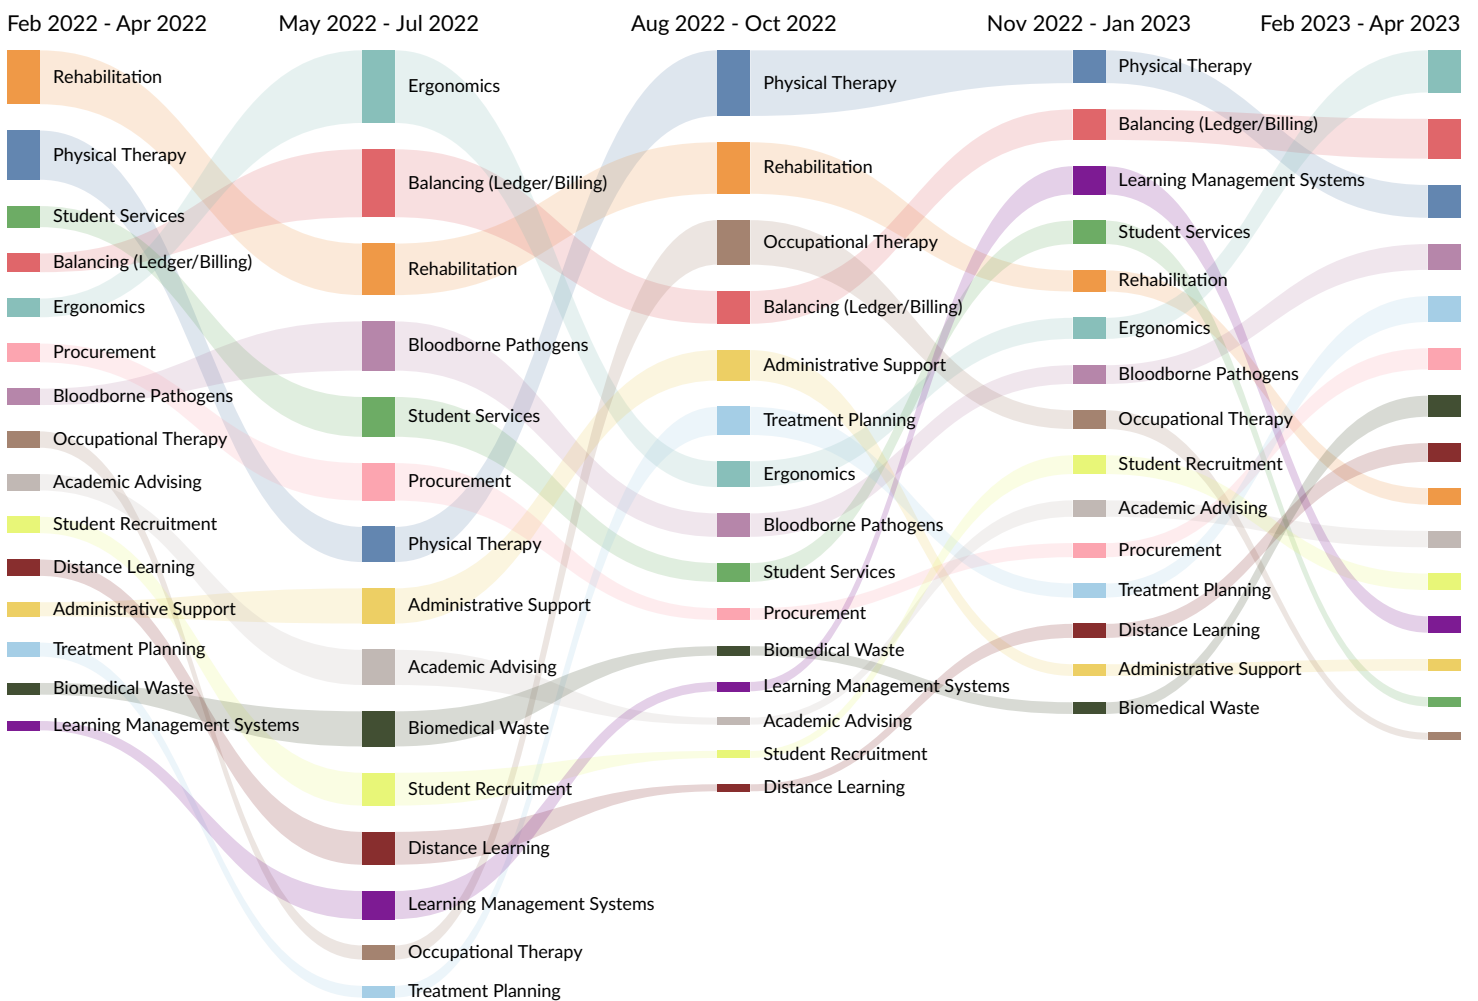 Feb 2022 - Apr 2022
May 2022 - Jul 2022
Aug 2022 - Oct 2022
Nov 2022 - Jan 2023
Feb 2023 - Apr 2023
Rehabilitation
Physical Therapy
Student Services
Balancing (Ledger/Billing)
Ergonomics
Procurement
Bloodborne Pathogens
Occupational Therapy
Academic Advising
Student Recruitment
Distance Learning
Administrative Support
Treatment Planning
Biomedical Waste
Learning Management Systems
Ergonomics
Balancing (Ledger/Billing)
Rehabilitation
Bloodborne Pathogens
Student Services
Procurement
Physical Therapy
Administrative Support
Academic Advising
Biomedical Waste
Student Recruitment
Distance Learning
Learning Management Systems
Occupational Therapy
Treatment Planning
Physical Therapy
Rehabilitation
Occupational Therapy
Balancing (Ledger/Billing)
Administrative Support
Treatment Planning
Ergonomics
Bloodborne Pathogens
Student Services
Procurement
Biomedical Waste
Learning Management Systems
Academic Advising
Student Recruitment
Distance Learning
Physical Therapy
Balancing (Ledger/Billing)
Learning Management Systems
Student Services
Rehabilitation
Ergonomics
Bloodborne Pathogens
Occupational Therapy
Student Recruitment
Academic Advising
Procurement
Treatment Planning
Distance Learning
Administrative Support
Biomedical Waste